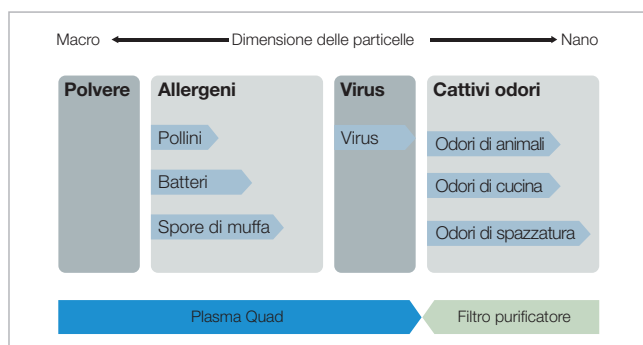 Macro Dimensione delle particelle Nano
Polvere Allergeni Virus Cattivi odori
Pollini Virus Odori di animali
Batteri Odori di cucina
Spore di muffa Odori di spazzatura
Plasma Quad Filtro purificatore